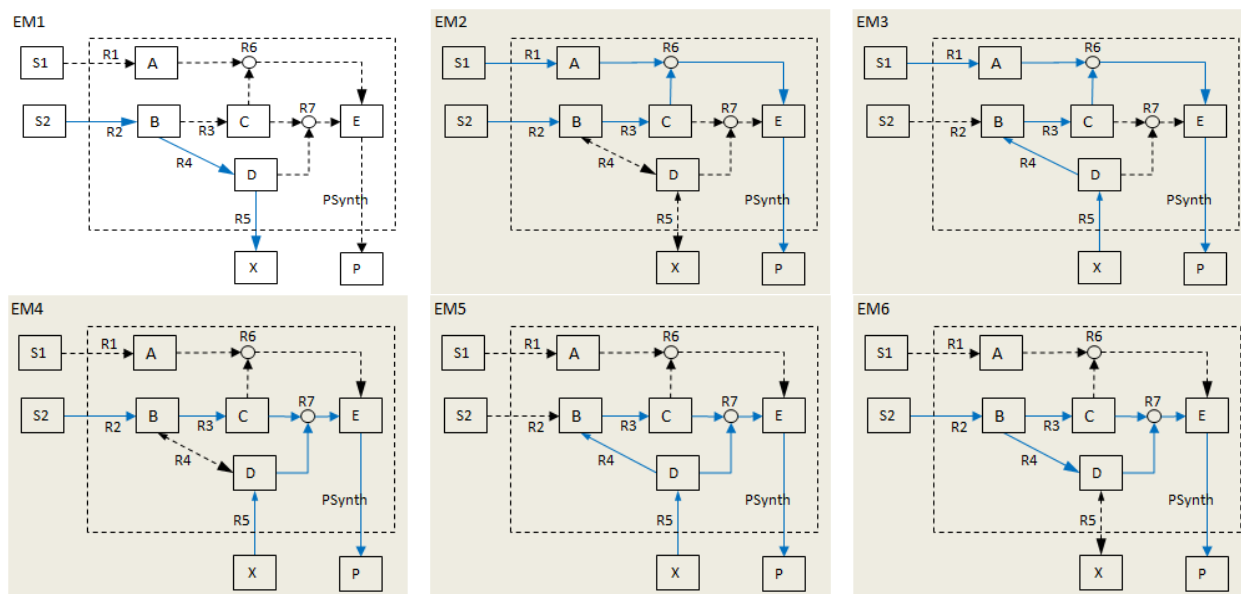 EM1
R1
R6
S1
A
R7
S2
B
C
E
R2
R3
R4
D
PSynth
R5
X
P
EM2
R1
R6
S1
A
R7
S2
B
C
E
R2
R3
R4
D
PSynth
R5
X
P
EM3
R1
R6
S1
A
R7
S2
B
C
E
R2
R3
R4
D
PSynth
R5
X
P
EM4
R1
R6
S1
A
R7
S2
B
C
E
R2
R3
R4
D
PSynth
R5
X
P
EM5
R1
R6
S1
A
R7
S2
B
C
E
R2
R3
R4
D
PSynth
R5
X
P
EM6
R1
R6
S1
A
R7
S2
B
C
E
R2
R3
R4
D
PSynth
R5
X
P